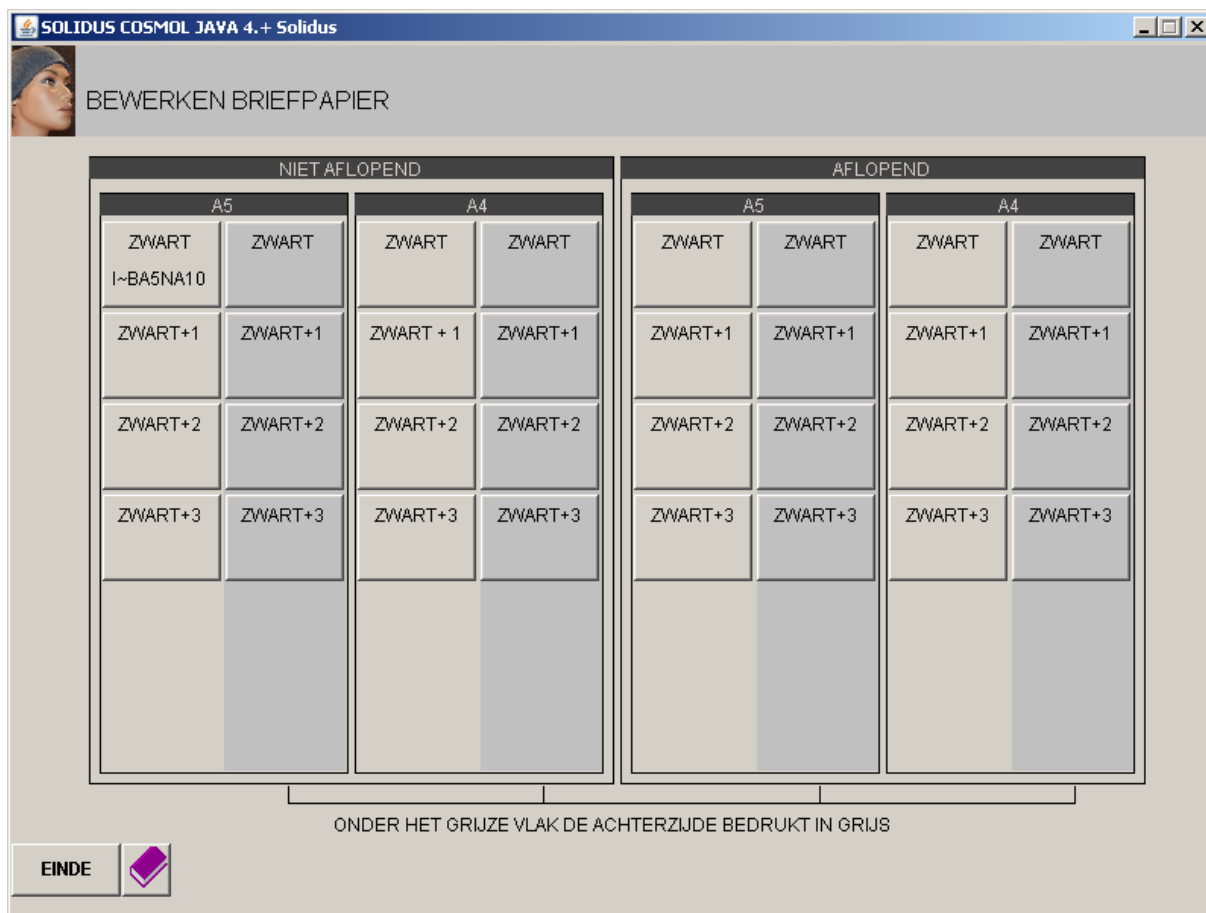 SOLIDUS COSMOL JAVA 4.+ Solidus
BEWERKEN BRIEFPAPIER
NIET AFLOPEND AFLOPEND
A5 A4 A5 A4
ZWART ZWART ZWART ZWART ZWART ZWART ZWART ZWART
I~BA5NA10
ZWART+1 ZWART+1 ZWART + 1 ZWART+1 ZWART+1 ZWART+1 ZWART+1 ZWART+1
ZWART+2 ZWART+2 ZWART+2 ZWART+2 ZWART+2 ZWART+2 ZWART+2 ZWART+2
ZWART+3 ZWART+3 ZWART+3 ZWART+3 ZWART+3 ZWART+3 ZWART+3 ZWART+3
ONDER HET GRIJZE VLAK DE ACHTERZIJDE BEDRUKT IN GRIJS
EINDE